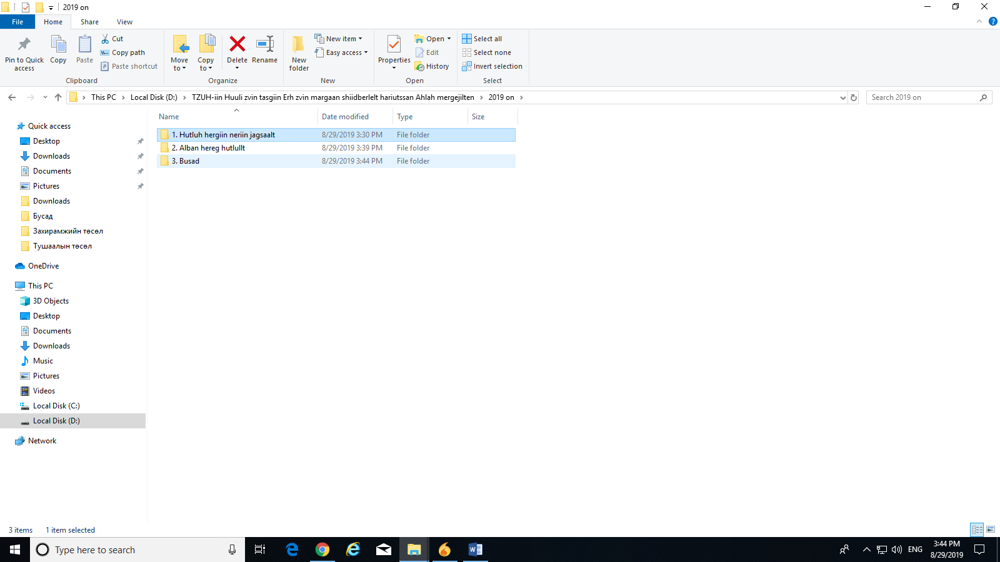 2019 on
File Home Share View
Pin to Quick access
Copy
Paste
Cut
Copy path
Paste shortcut
Clipboard
Move to
Copy to
Delete
Rename
Organize
New folder
New item
Easy access
New
Properties
Open
Edit
History
Open
Select all
Select none
Invert selection
Select
This PC > Local Disk (D:) > TZUH-iin Huuli zvin tasgiin Erh zvin margaan shiidberlelt hariutssan Ahlah mergejilten > 2019 on >
Search 2019 on
Name Date modified Type Size
1. Hutluh hergiin neriin jagsaalt 8/29/2019 3:30 PM File folder
2. Alban hereg hutlullt 8/29/2019 3:39 PM File folder
3. Busad 8/29/2019 3:44 PM File folder
Quick access
Desktop
Downloads
Documents
Pictures
Downloads
Бусад
Захирамжийн төсөл
Тушаалын төсөл
OneDrive
This PC
3D Objects
Desktop
Documents
Downloads
Music
Pictures
Videos
Local Disk (C:)
Local Disk (D:)
Network
3 items 1 item selected
Type here to search
ENG
3:44 PM
8/29/2019